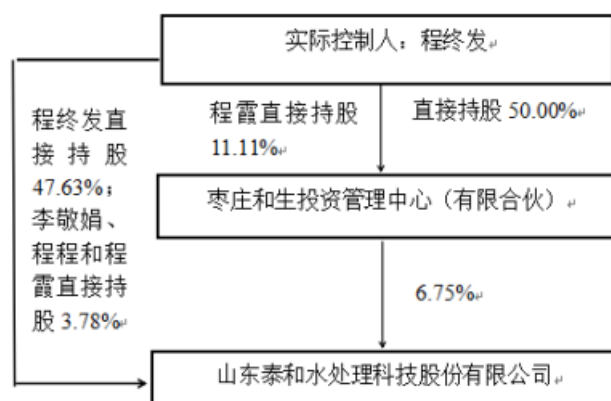 实际控制人：程终发
程终发直
接持股
47.63%；
李敬娟、
程程和程
霞直接持
股 3.78%
程霞直接持股
11.11%
直接持股 50.00%
枣庄和生投资管理中心（有限合伙）
6.75%
山东泰和水处理科技股份有限公司